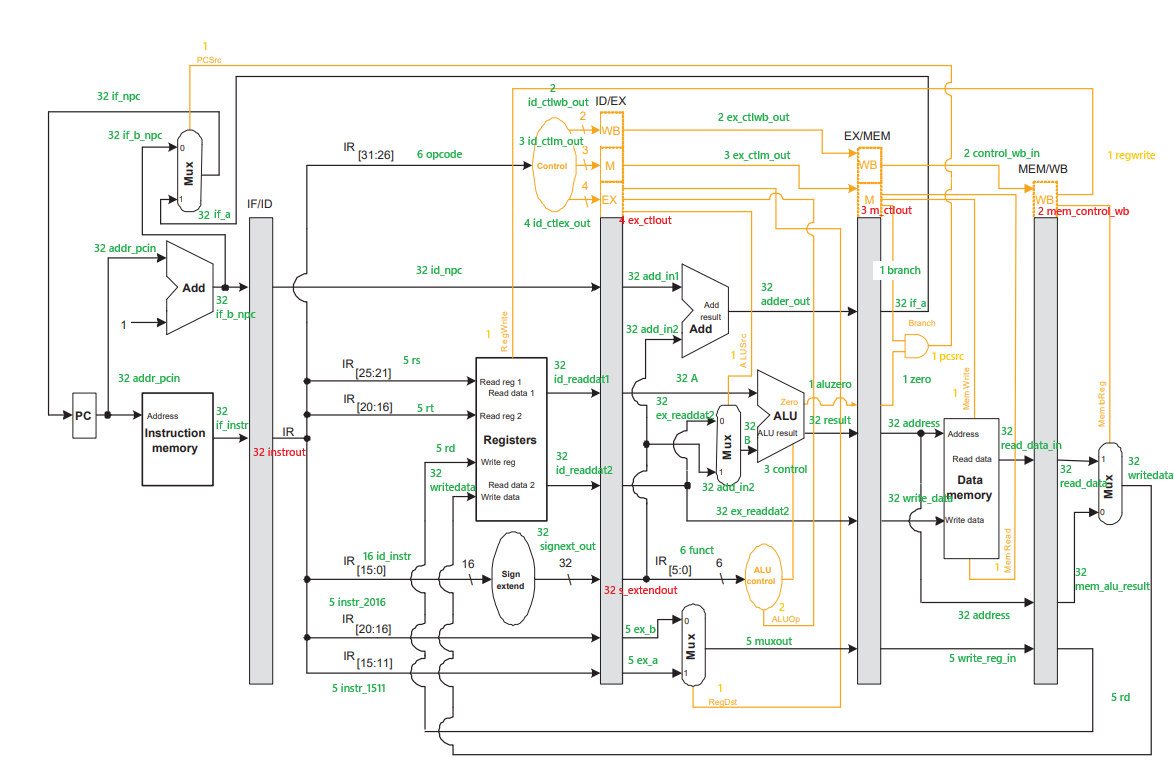 1
PCSrc
32 if_npc
32 if_b_npc
0
Mux
1
32 if_a
IF/ID
32 addr_pcin
Add
32
if_b_npc
1
32 addr_pcin
PC
Address
Instruction
memory
32
if_instr
32 instrout
IR
IR
[31:26]
6 opcode
2
id_ctlwb_out
ID/EX
2
WB
3 id_ctlm_out
Control
3
M
4
EX
4 id_ctlex_out
4 ex_ctlout
2 ex_ctlwb_out
3 ex_ctlm_out
EX/MEM
WB
M
3 m_ctlout
2 control_wb_in
MEM/WB
WB
1 regwrite
2 mem_control_wb
32 id_npc
32 add_in1
Add
result
Add
32
adder_out
32 add_in2
1 branch
32 if_a
Branch
1 pcsrc
1
RegWrite
1
ALUSrc
IR
[25:21]
5 rs
IR
[20:16]
5 rt
Read reg 1
Read data 1
Read reg 2
Registers
Write reg
Read data 2
Write data
5 rd
32
writedata
32
id_readdat1
32
id_readdat2
32 A
32
ex_readdat2
0
Mux
1
32
B
32 add_in2
Zero
ALU
ALU result
1 aluzero
32 result
3 control
1 zero
1
MemWrite
32 address
Address
Read data
Data
memory
Write data
32 write_data
32
read_data_in
32
read_data
MemtoReg
1
Mux
0
32
writedata
32 ex_readdat2
16 id_instr
IR
[15:0]
16
Sign
extend
32
signext_out
32
32 s_extendout
IR
[5:0]
6 funct
6
ALU
control
2
ALUOp
1
MemRead
32
mem_alu_result
32 address
5 instr_2016
IR
[20:16]
IR
[15:11]
5 instr_1511
5 ex_b
5 ex_a
0
Mux
1
5 muxout
1
RegDst
5 write_reg_in
5 rd